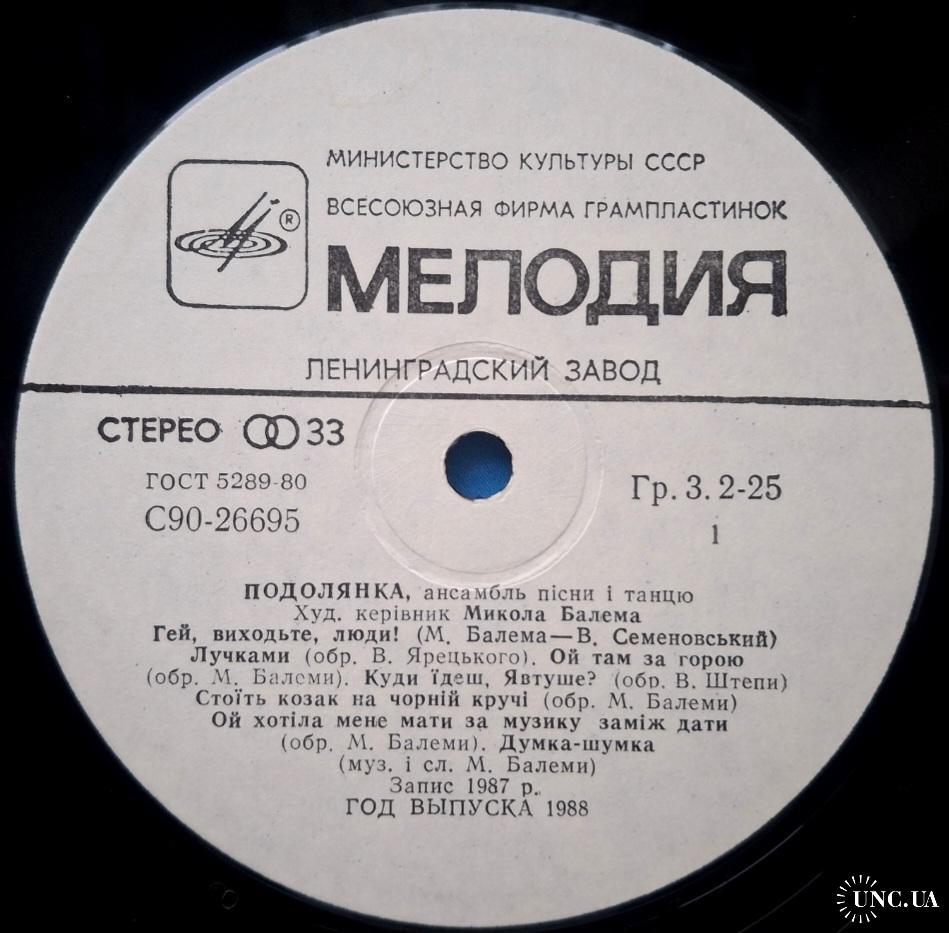 МИНИСТЕРСТВО КУЛЬТУРЫ СССР
ВСЕСОЮЗНАЯ ФИРМА ГРАМПЛАСТИНОК
®
МЕЛОДИЯ
ЛЕНИНГРАДСКИЙ ЗАВОД
СТЕРЕО 33
ГОСТ 5289-80
Гр. 3. 2-25
С90-26695
1
ПОДОЛЯНКА, ансамбль пісни і танцю
Худ. керівник Микола Балема
Гей, виходьте, люди! (М. Балема — В. Семеновський)
Лучками (обр. В. Ярецького). Ой там за горою
(обр. М. Балеми). Куди їдеш, Явтуше? (обр. В. Штепи)
Стоїть козак на чорній кручі (обр. М. Балеми)
Ой хотіла мене мати за музику заміж дати
(обр. М. Балеми). Думка-шумка
(муз. і сл. М. Балеми)
Запис 1987 р.
ГОД ВЫПУСКА 1988
UNC.UA